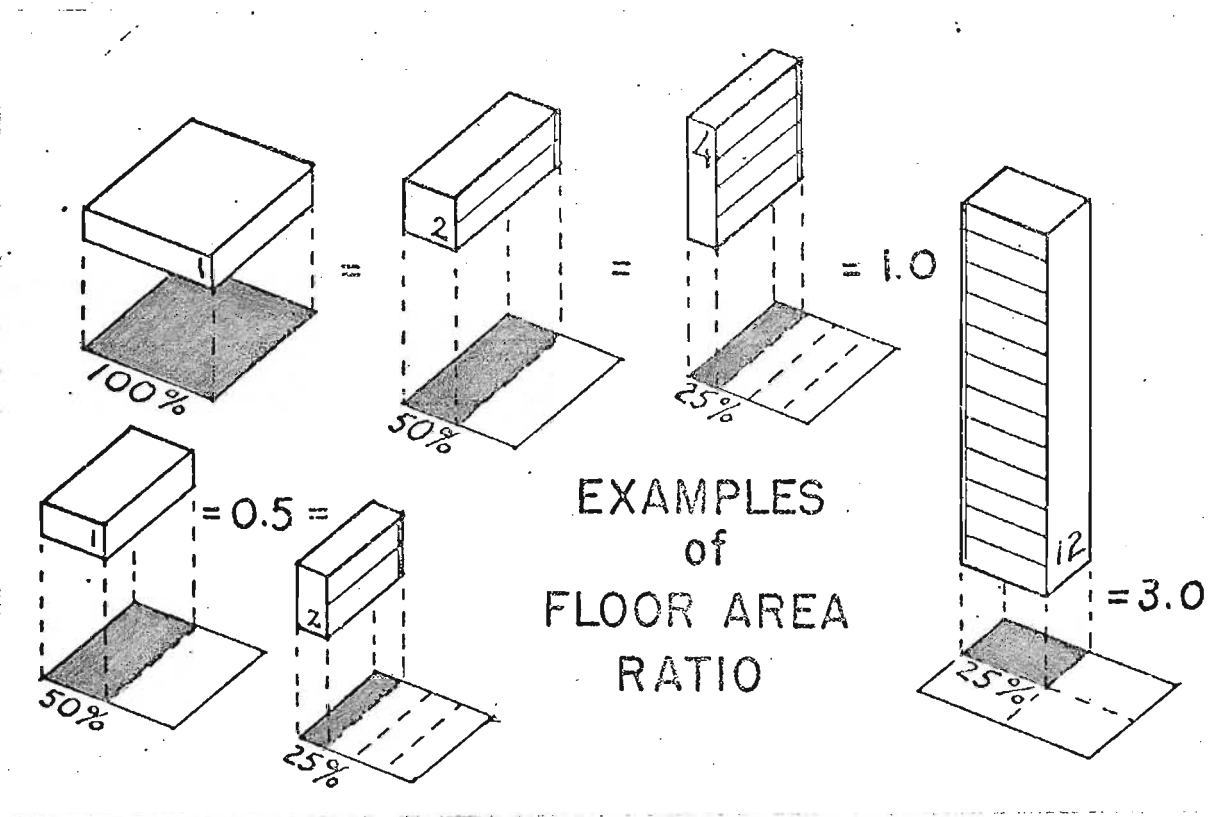 4
2
1
= = = 1.0
100%
50%
25%
12
= 3.0
25%
1
= 0.5 =
2
50%
25%
EXAMPLES
of
FLOOR AREA
RATIO